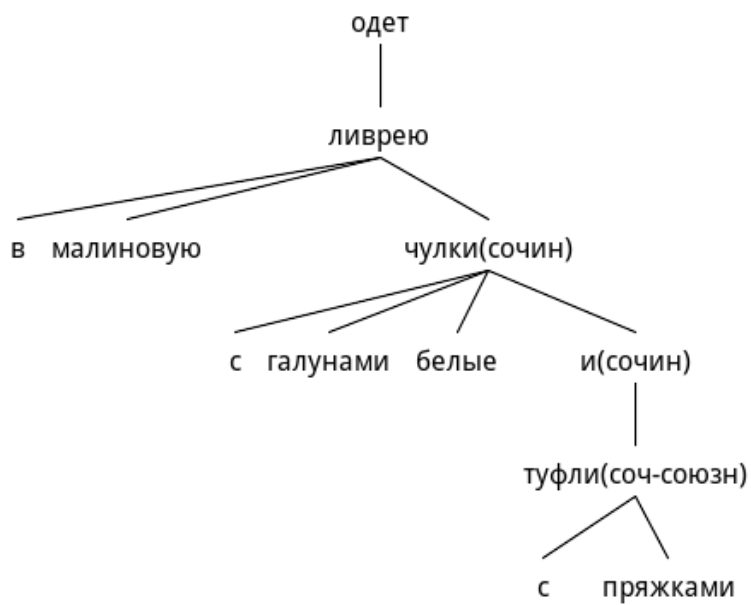 одет
ливрею
в малиновую чулки(сочин)
с галунами белые и(сочин)
туфли(соч-союзн)
с пряжками